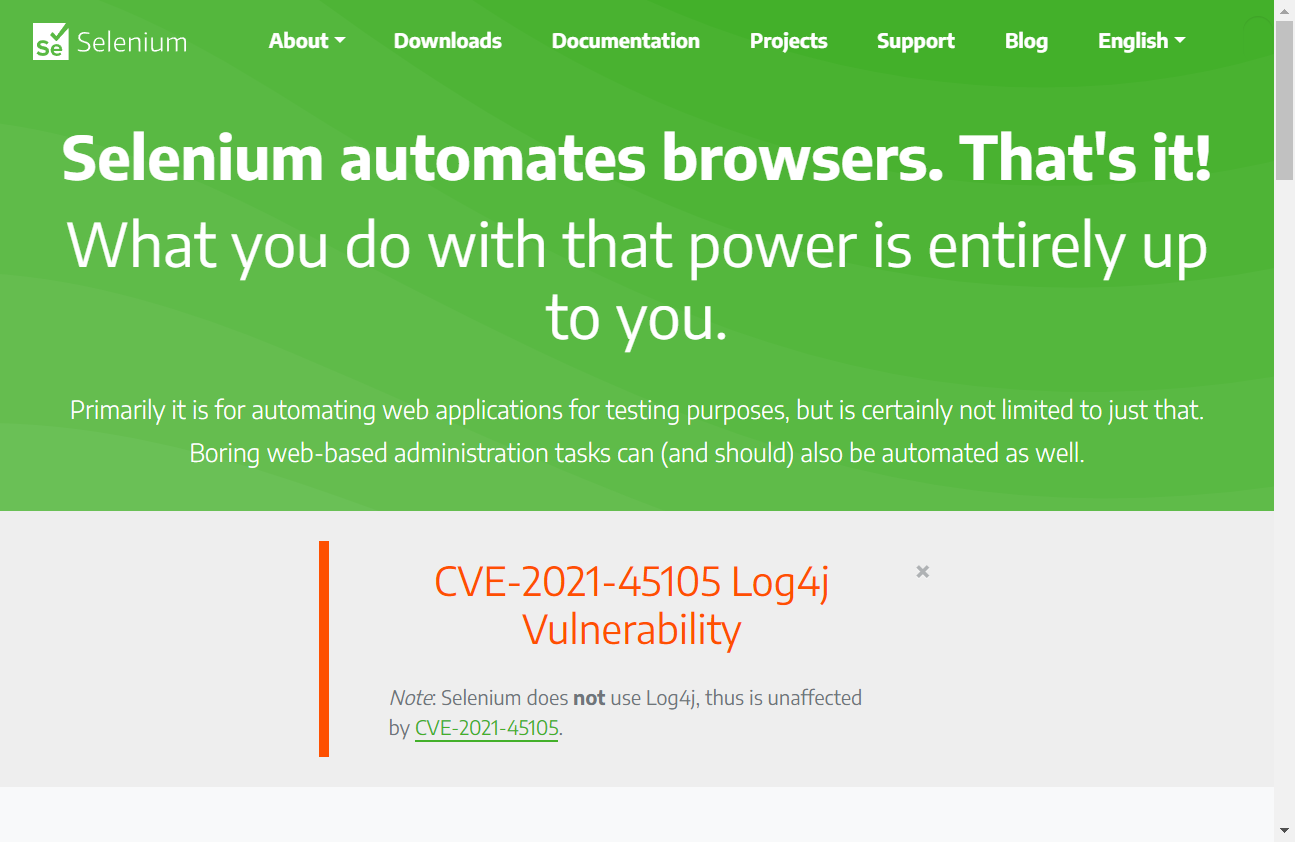 Se Selenium
About Downloads Documentation Projects Support Blog English
Selenium automates browsers. That's it!
What you do with that power is entirely up
to you.
Primarily it is for automating web applications for testing purposes, but is certainly not limited to just that.
Boring web-based administration tasks can (and should) also be automated as well.
CVE-2021-45105 Log4j
Vulnerability
×
Note: Selenium does not use Log4j, thus is unaffected
by CVE-2021-45105.